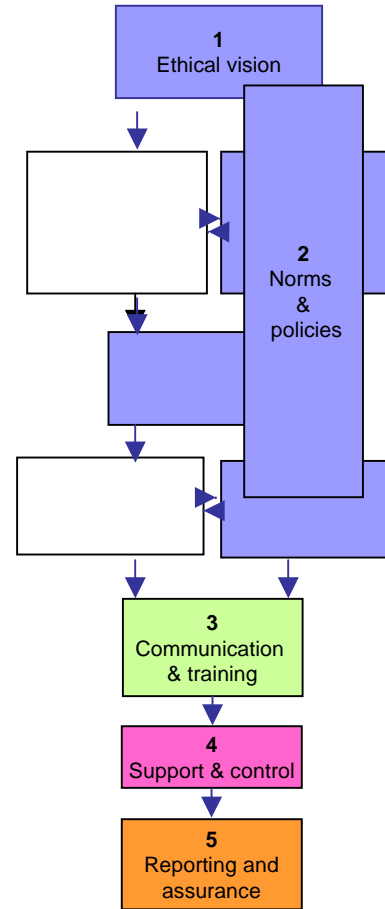 1
Ethical vision
2
Norms
&
policies
3
Communication
& training
4
Support & control
5
Reporting and
assurance